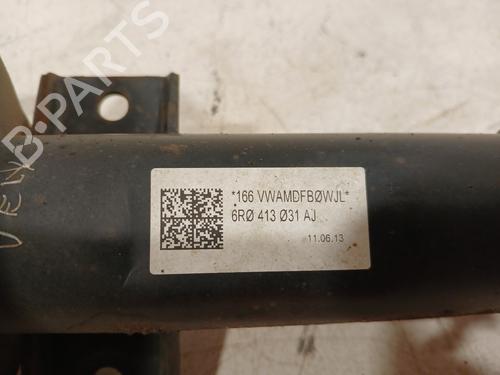 B-PARTS
*166 VWAMDFBØWJL*
6RØ 413 Ø31 AJ
11.06.13